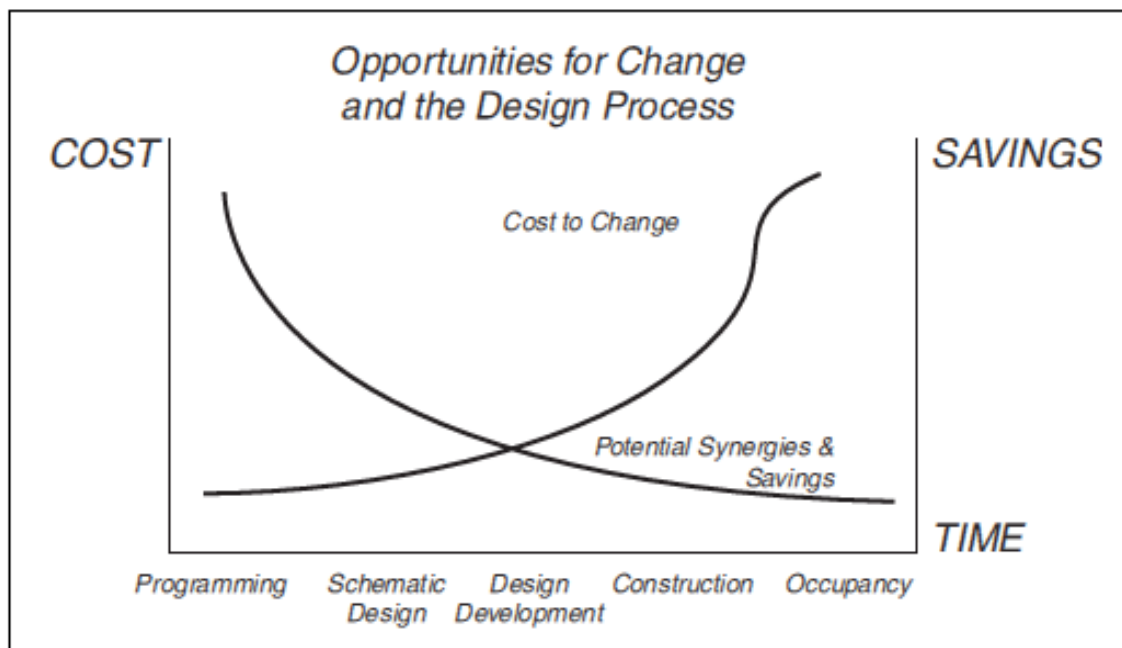 Opportunities for Change
and the Design Process
COST
SAVINGS
Cost to Change
Potential Synergies &
Savings
TIME
Programming
Schematic
Design
Design
Development
Construction
Occupancy